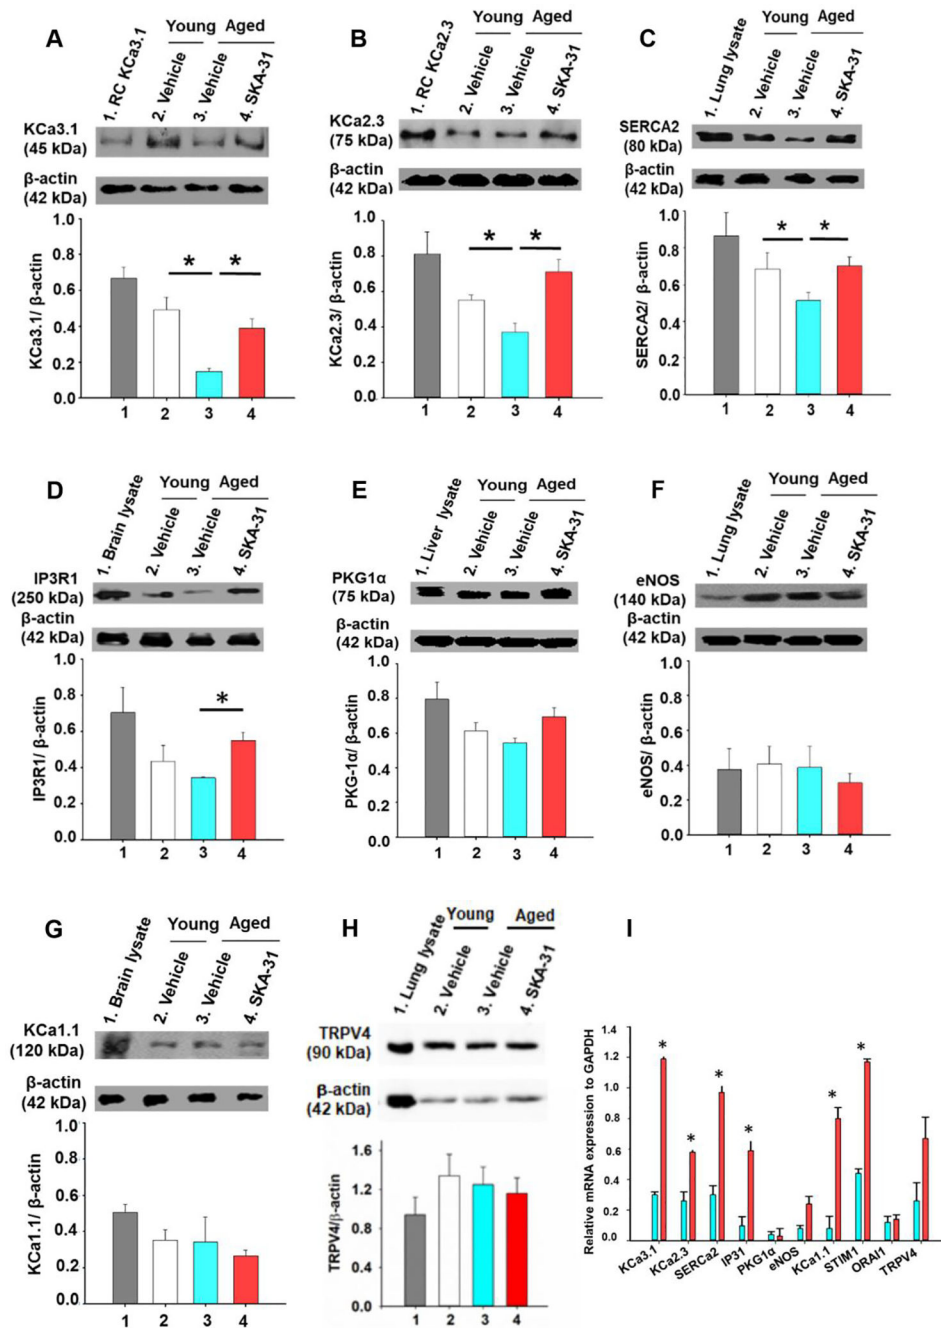 A
Young Aged
1. RC KCa3.1
2. Vehicle
3. Vehicle
4. SKA-31
KCa3.1
(45 kDa)
β-actin
(42 kDa)
KCa3.1/ β-actin
1.0
0.8
0.6
0.4
0.2
0.0
* *
1 2 3 4
B
Young Aged
1. RC KCa2.3
2. Vehicle
3. Vehicle
4. SKA-31
KCa2.3
(75 kDa)
β-actin
(42 kDa)
KCa2.3/ β-actin
1.0
0.8
0.6
0.4
0.2
0.0
* *
1 2 3 4
C
Young Aged
1. Lung lysate
2. Vehicle
3. Vehicle
4. SKA-31
SERCA2
(80 kDa)
β-actin
(42 kDa)
SERCA2/ β-actin
1.0
0.8
0.6
0.4
0.2
0.0
* *
1 2 3 4
D
Young Aged
1. Brain lysate
2. Vehicle
3. Vehicle
4. SKA-31
IP3R1
(250 kDa)
β-actin
(42 kDa)
IP3R1/ β-actin
1.0
0.8
0.6
0.4
0.2
0.0
*
1 2 3 4
E
Young Aged
1. Liver lysate
2. Vehicle
3. Vehicle
4. SKA-31
PKG1α
(75 kDa)
β-actin
(42 kDa)
PKG-1α/ β-actin
1.0
0.8
0.6
0.4
0.2
0.0
1 2 3 4
F
Young Aged
1. Lung lysate
2. Vehicle
3. Vehicle
4. SKA-31
eNOS
(140 kDa)
β-actin
(42 kDa)
eNOS/ β-actin
1.0
0.8
0.6
0.4
0.2
0.0
1 2 3 4
G
Young Aged
1. Brain lysate
2. Vehicle
3. Vehicle
4. SKA-31
KCa1.1
(120 kDa)
β-actin
(42 kDa)
KCa1.1/ β-actin
1.0
0.8
0.6
0.4
0.2
0.0
1 2 3 4
H
Young Aged
1. Lung lysate
2. Vehicle
3. Vehicle
4. SKA-31
TRPV4
(90 kDa)
β-actin
(42 kDa)
TRPV4/β-actin
1.6
1.2
0.8
0.4
0.0
1 2 3 4
I
Relative mRNA expression to GAPDH
1.4
1.2
0.9
0.6
0.4
0.2
0.0
* * * * * *
KCa3.1
KCa2.3
SERCa2
IP31
PKG1α
eNOS
KCa1.1
STIM1
ORAI1
TRPV4